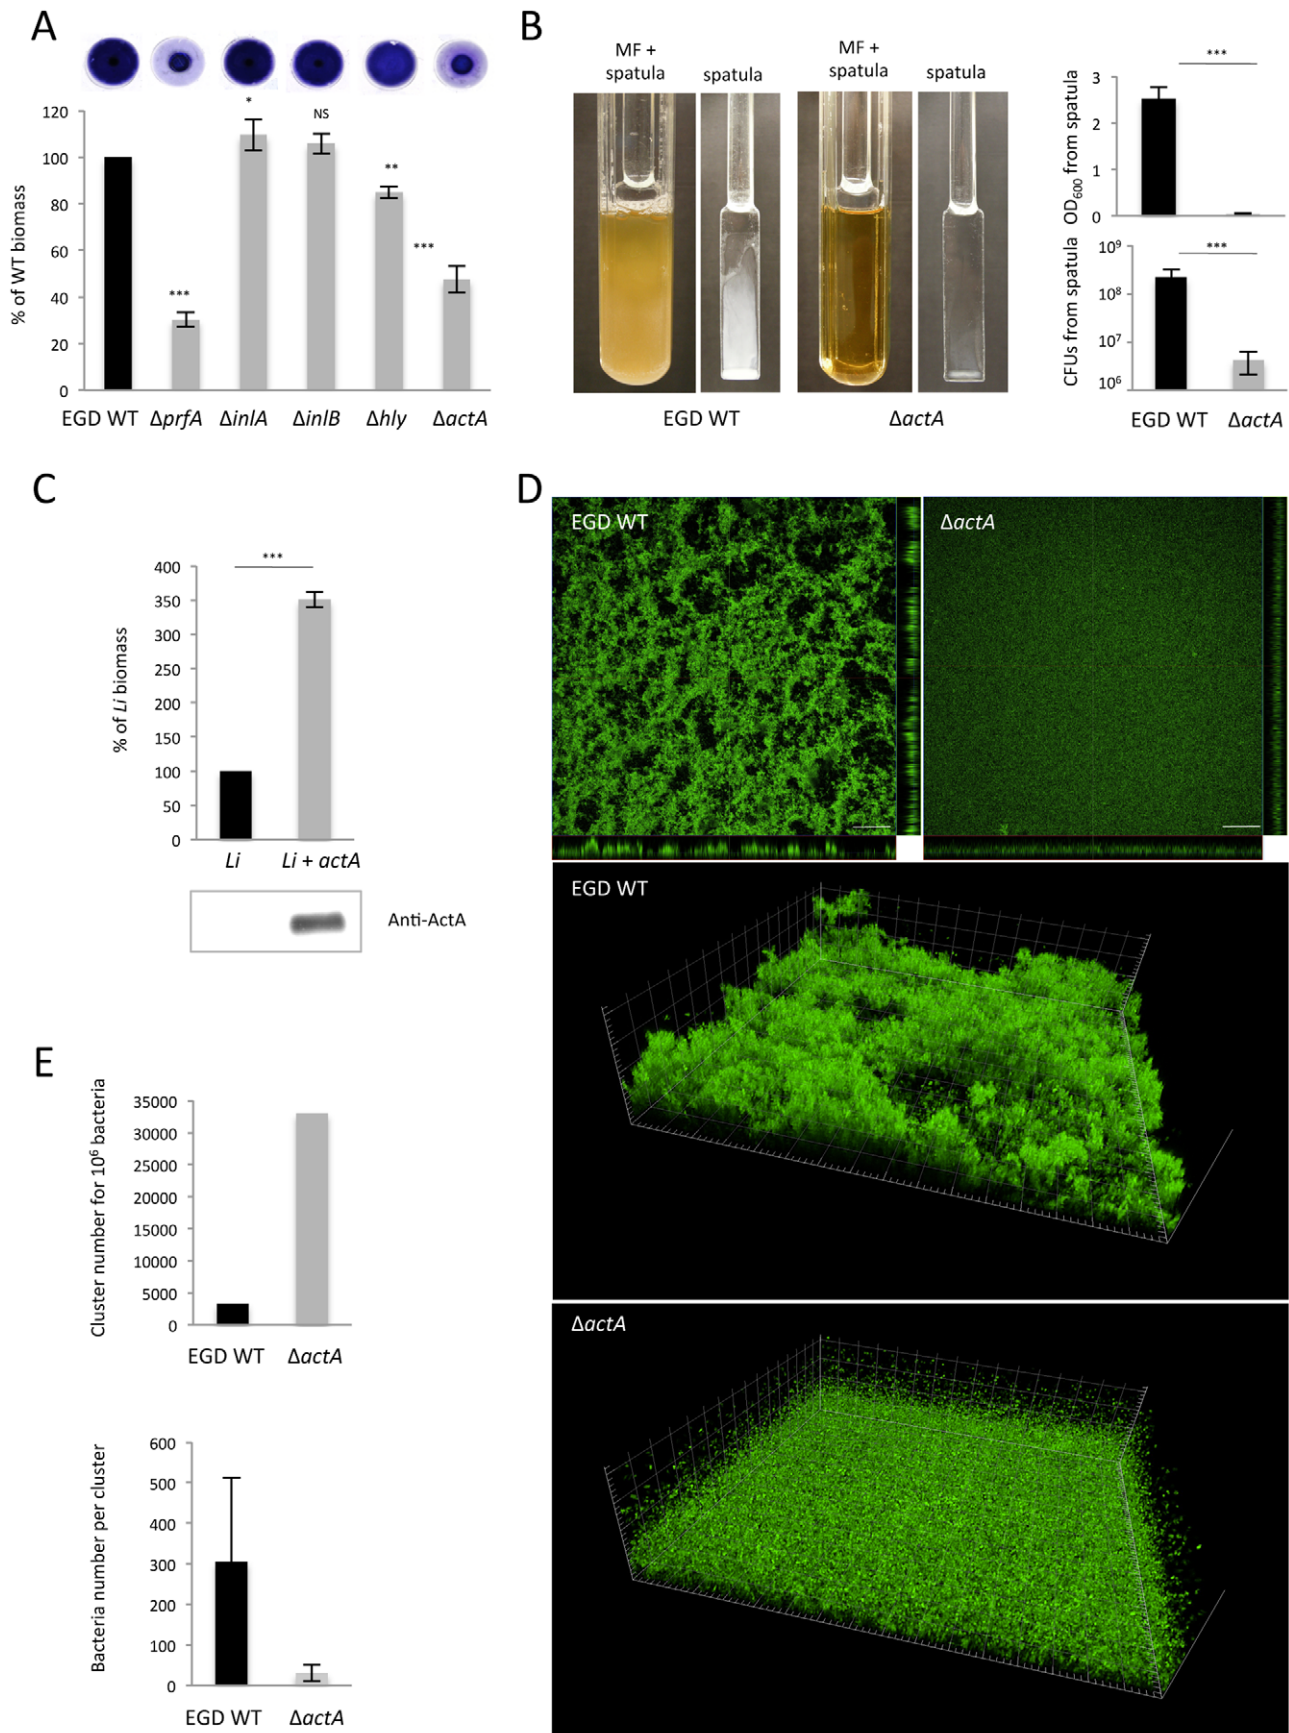 A
120
100
80
60
40
20
0
% of WT biomass
***
*
NS
**
***
EGD WT ΔprfA ΔinlA ΔinlB Δhly ΔactA
B
MF + spatula
spatula
MF + spatula
spatula
EGD WT
ΔactA
***
3
2
1
0
OD600 from spatula
***
10⁹
10⁸
10⁷
10⁶
CFUs from spatula
EGD WT ΔactA
C
***
400
350
300
250
200
150
100
50
0
% of Li biomass
Li Li + actA
Anti-ActA
D
EGD WT
ΔactA
EGD WT
ΔactA
E
35000
30000
25000
20000
15000
10000
5000
0
Cluster number for 10⁶ bacteria
EGD WT ΔactA
600
500
400
300
200
100
0
Bacteria number per cluster
EGD WT ΔactA